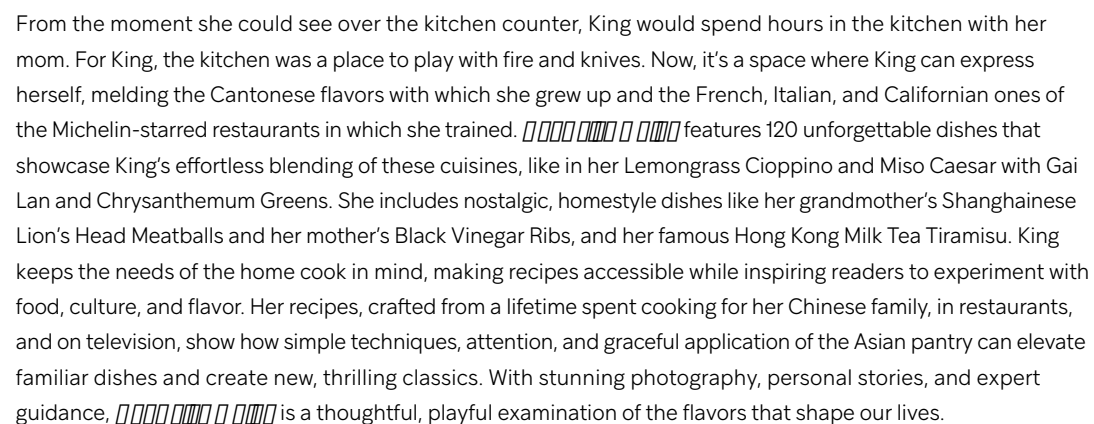 From the moment she could see over the kitchen counter, King would spend hours in the kitchen with her
mom. For King, the kitchen was a place to play with fire and knives. Now, it's a space where King can express
herself, melding the Cantonese flavors with which she grew up and the French, Italian, and Californian ones of
the Michelin-starred restaurants in which she trained. features 120 unforgettable dishes that
showcase King's effortless blending of these cuisines, like in her Lemongrass Cioppino and Miso Caesar with Gai
Lan and Chrysanthemum Greens. She includes nostalgic, homestyle dishes like her grandmother's Shanghainese
Lion's Head Meatballs and her mother's Black Vinegar Ribs, and her famous Hong Kong Milk Tea Tiramisu. King
keeps the needs of the home cook in mind, making recipes accessible while inspiring readers to experiment with
food, culture, and flavor. Her recipes, crafted from a lifetime spent cooking for her Chinese family, in restaurants,
and on television, show how simple techniques, attention, and graceful application of the Asian pantry can elevate
familiar dishes and create new, thrilling classics. With stunning photography, personal stories, and expert
guidance, is a thoughtful, playful examination of the flavors that shape our lives.